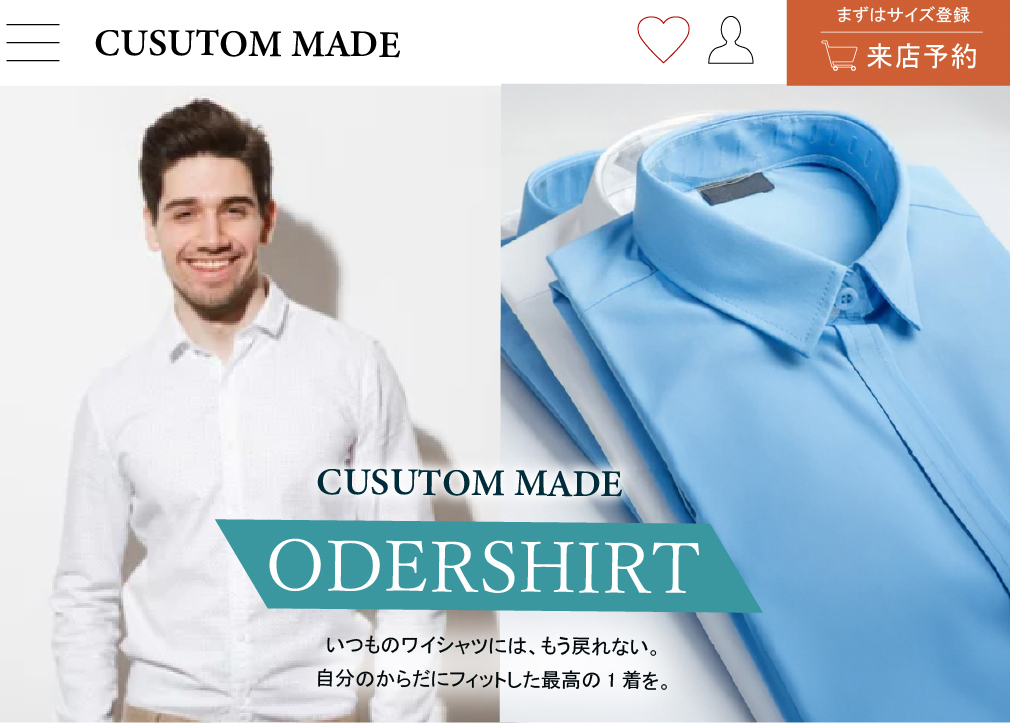 CUSUTOM MADE
まずはサイズ登録
来店予約
CUSUTOM MADE
ODERSHIRT
いつものワイシャツには、もう戻れない。
自分のからだにフィットした最高の1着を。